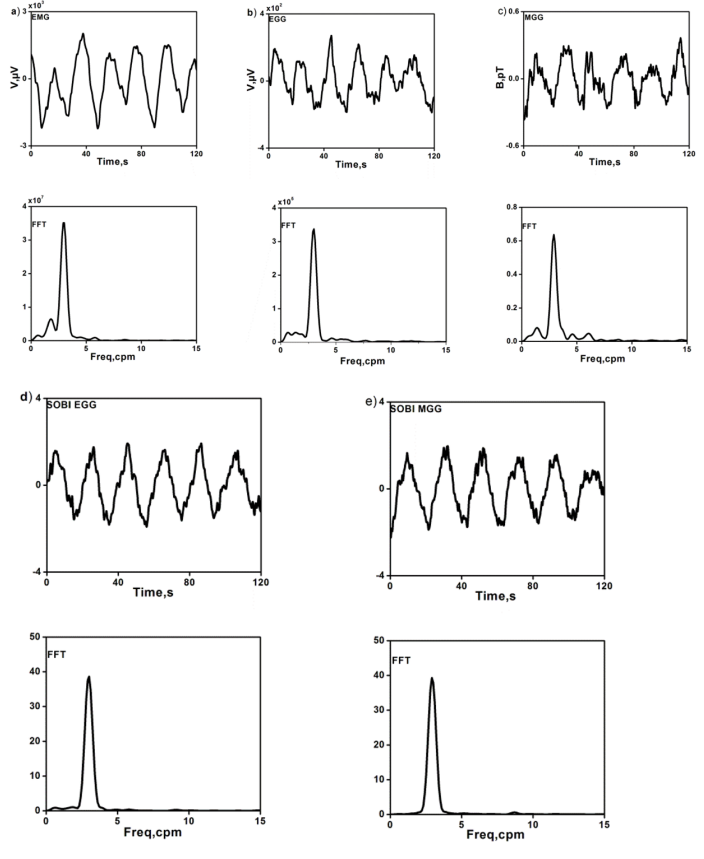 a)
x10³
EMG
3
0
-3
V,µV
0 40 80 120
Time,s
b)
x10²
EGG
4
0
-4
V,µV
0 40 80 120
Time,s
c)
MGG
0.6
0.0
-0.6
B,pT
0 40 80 120
Time,s
x10⁷
FFT
4
3
2
1
0
0 5 10 15
Freq,cpm
FFT
4
3
2
1
0
0 5 10 15
Freq,cpm
FFT
0.8
0.6
0.4
0.2
0.0
0 5 10 15
Freq,cpm
d)
SOBI EGG
4
0
-4
0 40 80 120
Time,s
e)
SOBI MGG
4
0
-4
0 40 80 120
Time,s
FFT
50
40
30
20
10
0
0 5 10 15
Freq,cpm
FFT
50
40
30
20
10
0
0 5 10 15
Freq,cpm